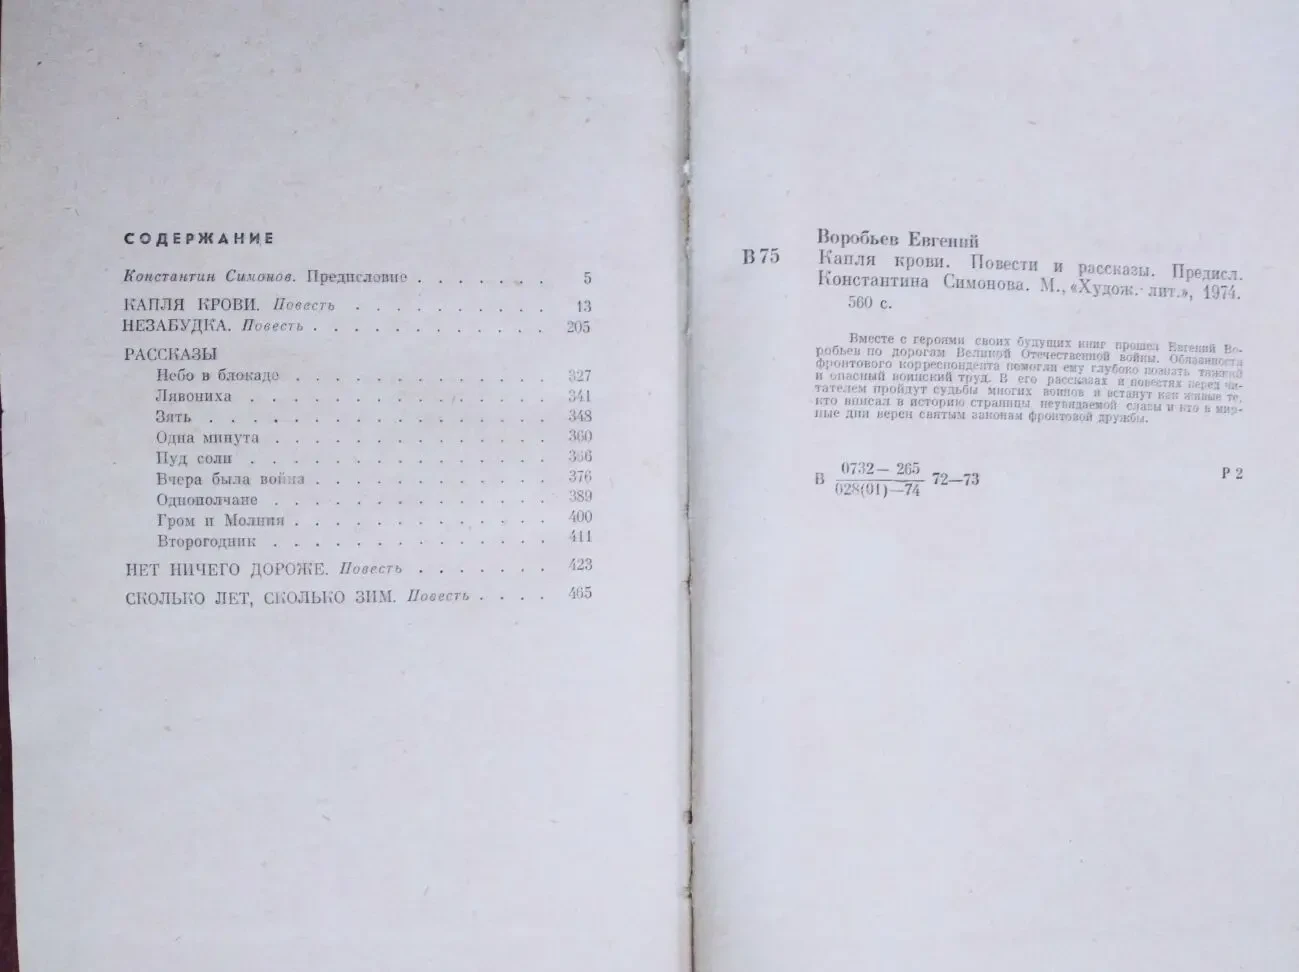 СОДЕРЖАНИЕ
Константин Симонов. Предисловие . . . . . . . 5
КАПЛЯ КРОВИ. Повесть . . . . . . . . . . 13
НЕЗАБУДКА. Повесть . . . . . . . . . . . . 205
РАССКАЗЫ
Небо в блокаде . . . . . . . . . . . . . 327
Лявониха . . . . . . . . . . . . . . . 341
Зять . . . . . . . . . . . . . . . . . 348
Одна минута . . . . . . . . . . . . . . 360
Пуд соли . . . . . . . . . . . . . . . 366
Вчера была война . . . . . . . . . . . . 376
Однополчане . . . . . . . . . . . . . . 389
Гром и Молния . . . . . . . . . . . . . 400
Второгодник . . . . . . . . . . . . . . 411
НЕТ НИЧЕГО ДОРОЖЕ. Повесть . . . . . . . 423
СКОЛЬКО ЛЕТ, СКОЛЬКО ЗИМ. Повесть . . . . 465
Воробьев Евгений
В75 Капля крови. Повести и рассказы. Предисл.
Константина Симонова. М., «Худож. лит.», 1974.
560 с.
Вместе с героями своих будущих книг прошел Евгений Во-
робьев по дорогам Великой Отечественной войны. Обязанности
фронтового корреспондента помогли ему глубоко познать тяжкий
и опасный воинский труд. В его рассказах и повестях перед чи-
тателем пройдут судьбы многих воинов и встанут как живые те,
кто вписал в историю страницы неувядаемой славы и кто в мир-
ные дни верен святым законам фронтовой дружбы.
В 0732—265
028(01)—74 72—73
Р 2